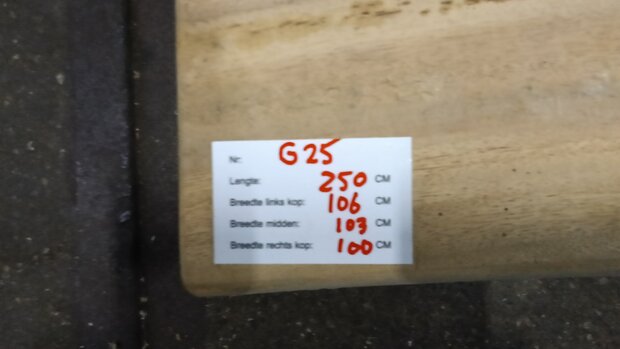 Nr: G25
Lengte: 250 CM
Breedte links kop: 106 CM
Breedte midden: 103 CM
Breedte rechts kop: 100 CM